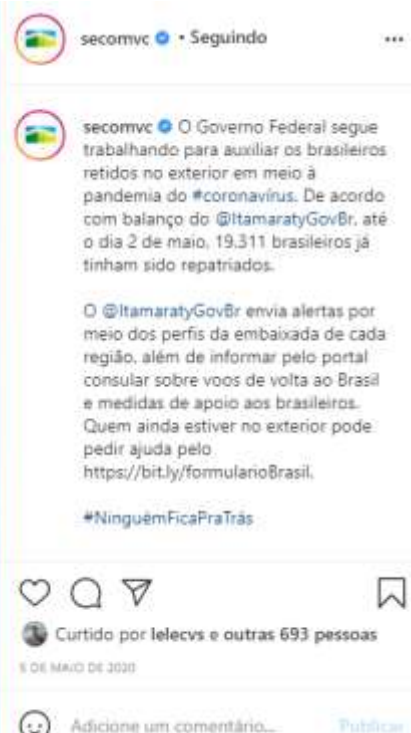 secomvc • Seguindo
secomvc O Governo Federal segue
trabalhando para auxiliar os brasileiros
retidos no exterior em meio à
pandemia do #coronavírus. De acordo
com balanço do @ItamaratyGovBr, até
o dia 2 de maio, 19.311 brasileiros já
tinham sido repatriados.
O @ItamaratyGovBr envia alertas por
meio dos perfis da embaixada de cada
região, além de informar pelo portal
consular sobre voos de volta ao Brasil
e medidas de apoio aos brasileiros.
Quem ainda estiver no exterior pode
pedir ajuda pelo
https://bit.ly/formularioBrasil.
#NinguémFicaPraTrás
Curtido por lelecvs e outras 693 pessoas
5 DE MAIO DE 2020
Adicione um comentário... Publicar